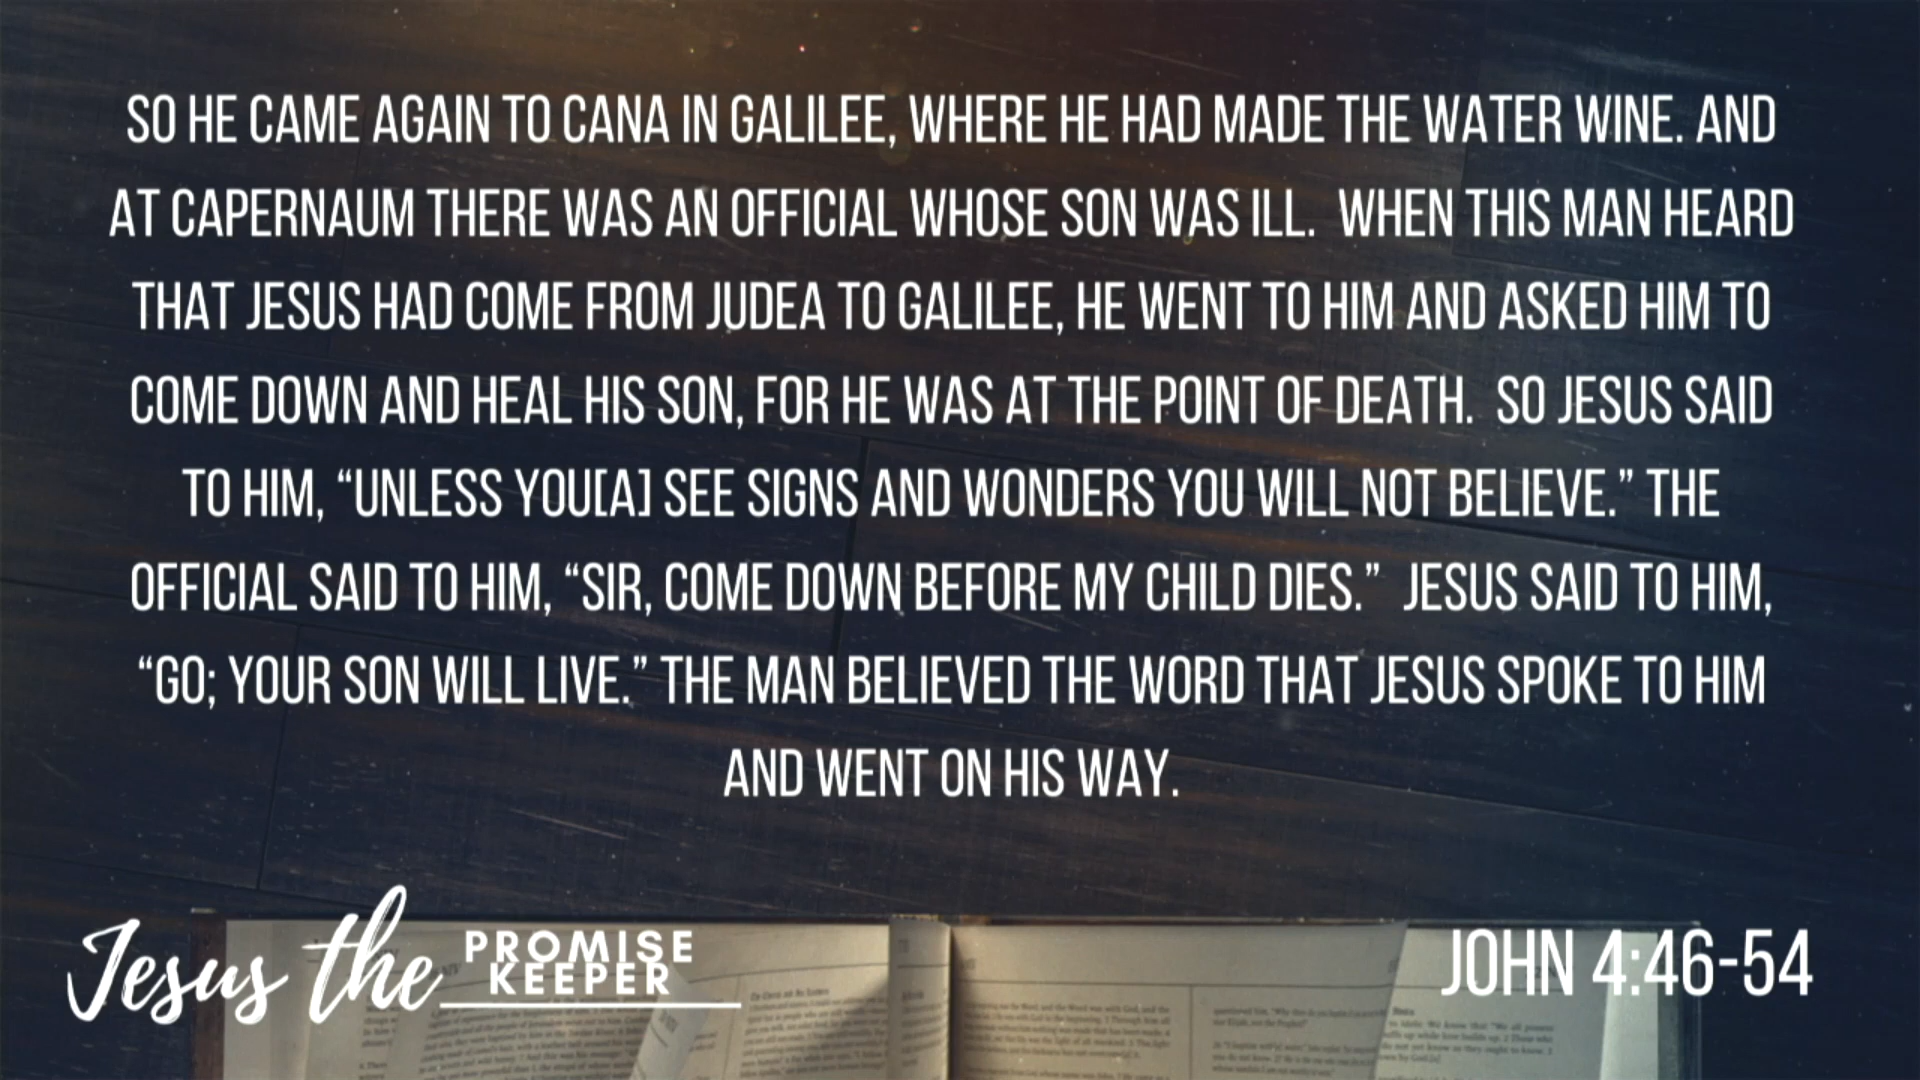 SO HE CAME AGAIN TO CANA IN GALILEE, WHERE HE HAD MADE THE WATER WINE. AND
AT CAPERNAUM THERE WAS AN OFFICIAL WHOSE SON WAS ILL. WHEN THIS MAN HEARD
THAT JESUS HAD COME FROM JUDEA TO GALILEE, HE WENT TO HIM AND ASKED HIM TO
COME DOWN AND HEAL HIS SON, FOR HE WAS AT THE POINT OF DEATH. SO JESUS SAID
TO HIM, “UNLESS YOU[A] SEE SIGNS AND WONDERS YOU WILL NOT BELIEVE.” THE
OFFICIAL SAID TO HIM, “SIR, COME DOWN BEFORE MY CHILD DIES.” JESUS SAID TO HIM,
“GO; YOUR SON WILL LIVE.” THE MAN BELIEVED THE WORD THAT JESUS SPOKE TO HIM
AND WENT ON HIS WAY.
Jesus the PROMISE
KEEPER
JOHN 4:46-54